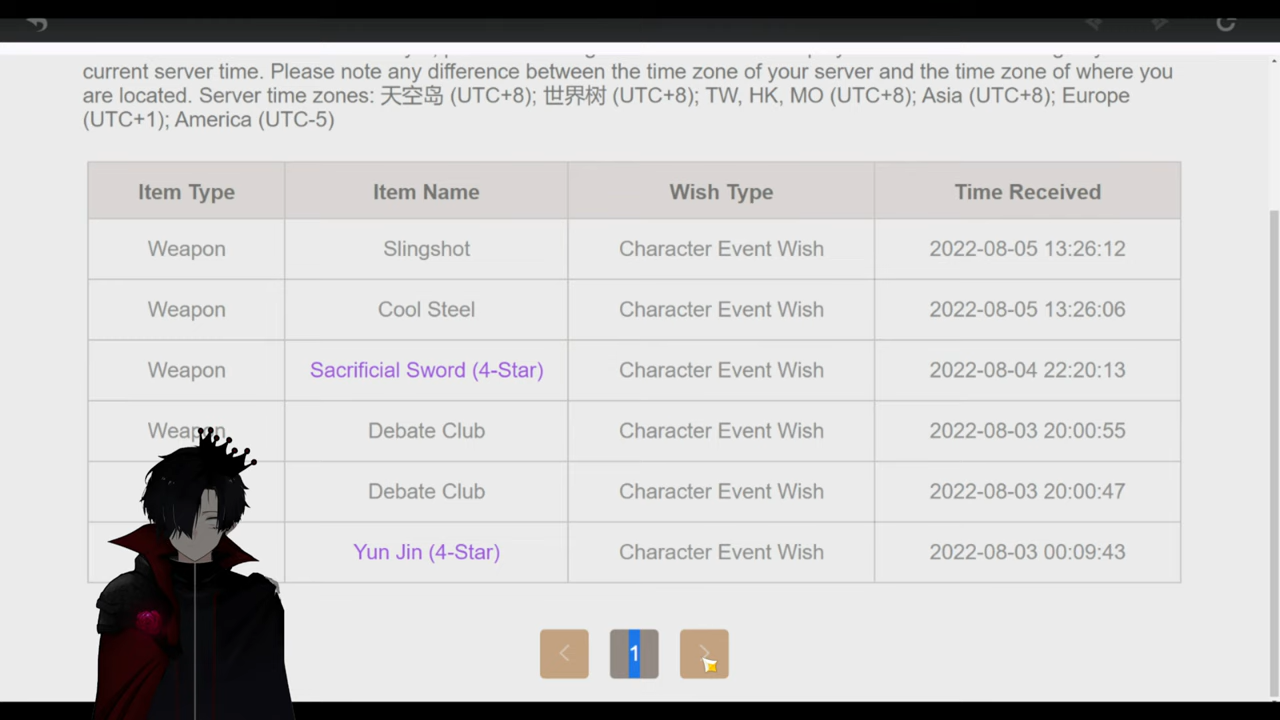 current server time. Please note any difference between the time zone of your server and the time zone of where you
are located. Server time zones: 天空岛 (UTC+8); 世界树 (UTC+8); TW, HK, MO (UTC+8); Asia (UTC+8); Europe
(UTC+1); America (UTC-5)
Item Type Item Name Wish Type Time Received
Weapon Slingshot Character Event Wish 2022-08-05 13:26:12
Weapon Cool Steel Character Event Wish 2022-08-05 13:26:06
Weapon Sacrificial Sword (4-Star) Character Event Wish 2022-08-04 22:20:13
Weapon Debate Club Character Event Wish 2022-08-03 20:00:55
Debate Club Character Event Wish 2022-08-03 20:00:47
Yun Jin (4-Star) Character Event Wish 2022-08-03 00:09:43
1